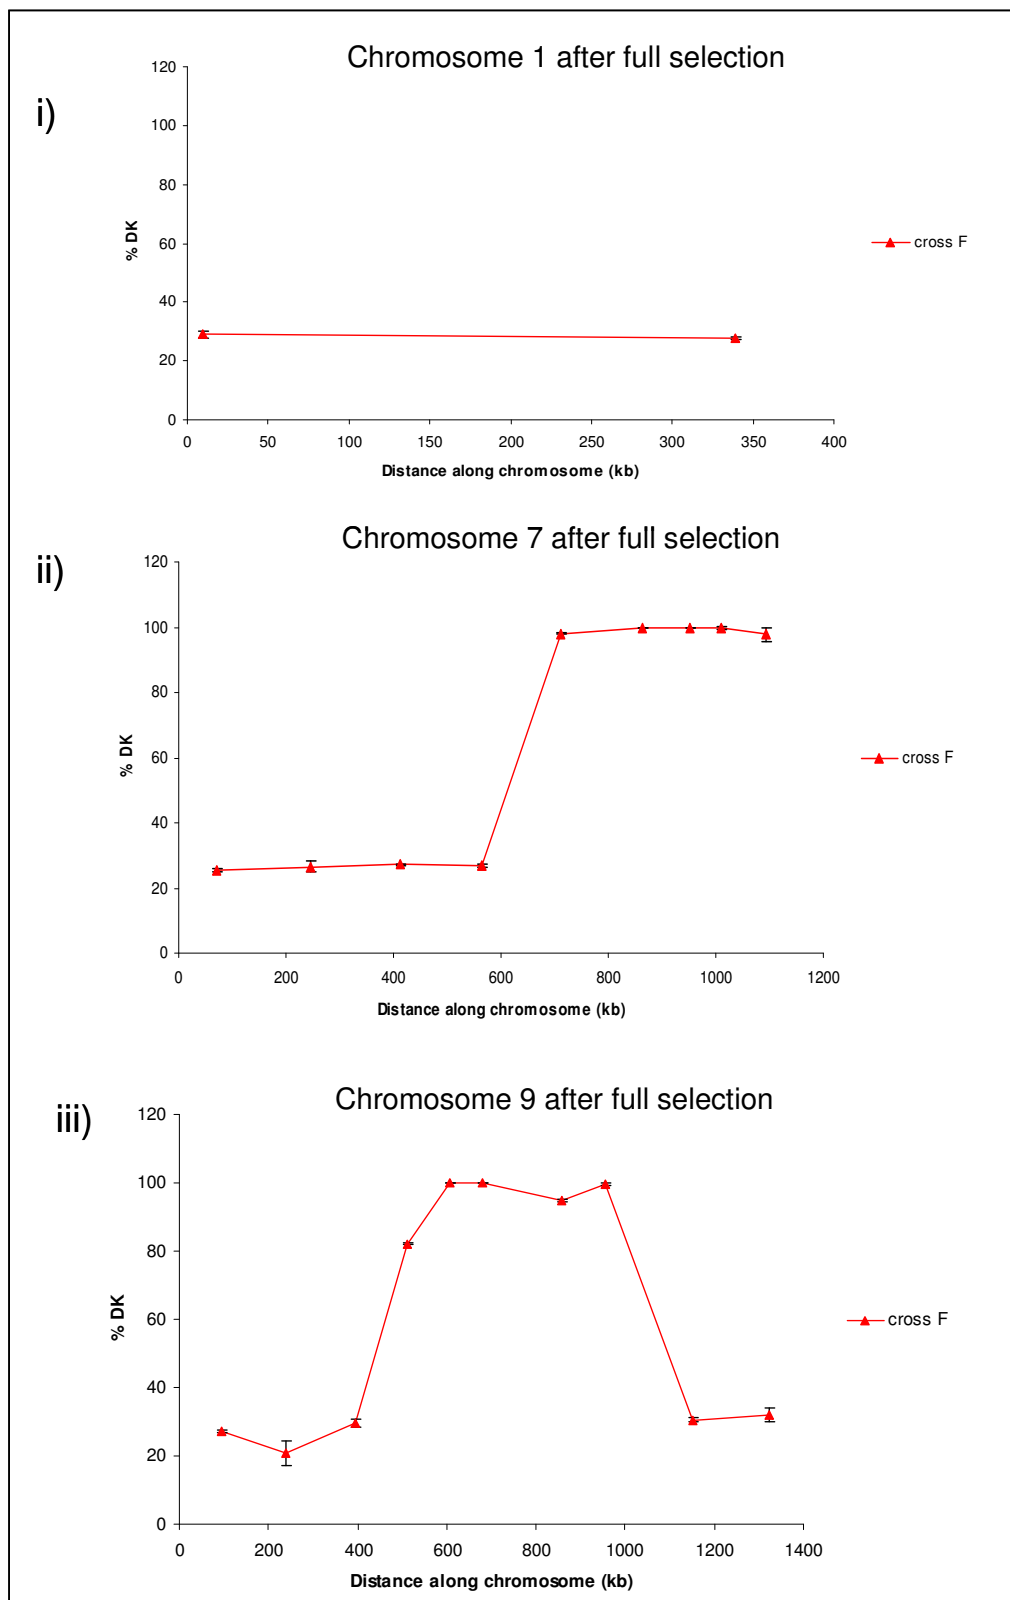 i)
Chromosome 1 after full selection
120
100
80
60
40
20
0
% DK
0 50 100 150 200 250 300 350 400
Distance along chromosome (kb)
cross F
ii)
Chromosome 7 after full selection
120
100
80
60
40
20
0
% DK
0 200 400 600 800 1000 1200
Distance along chromosome (kb)
cross F
iii)
Chromosome 9 after full selection
120
100
80
60
40
20
0
% DK
0 200 400 600 800 1000 1200 1400
Distance along chromosome (kb)
cross F